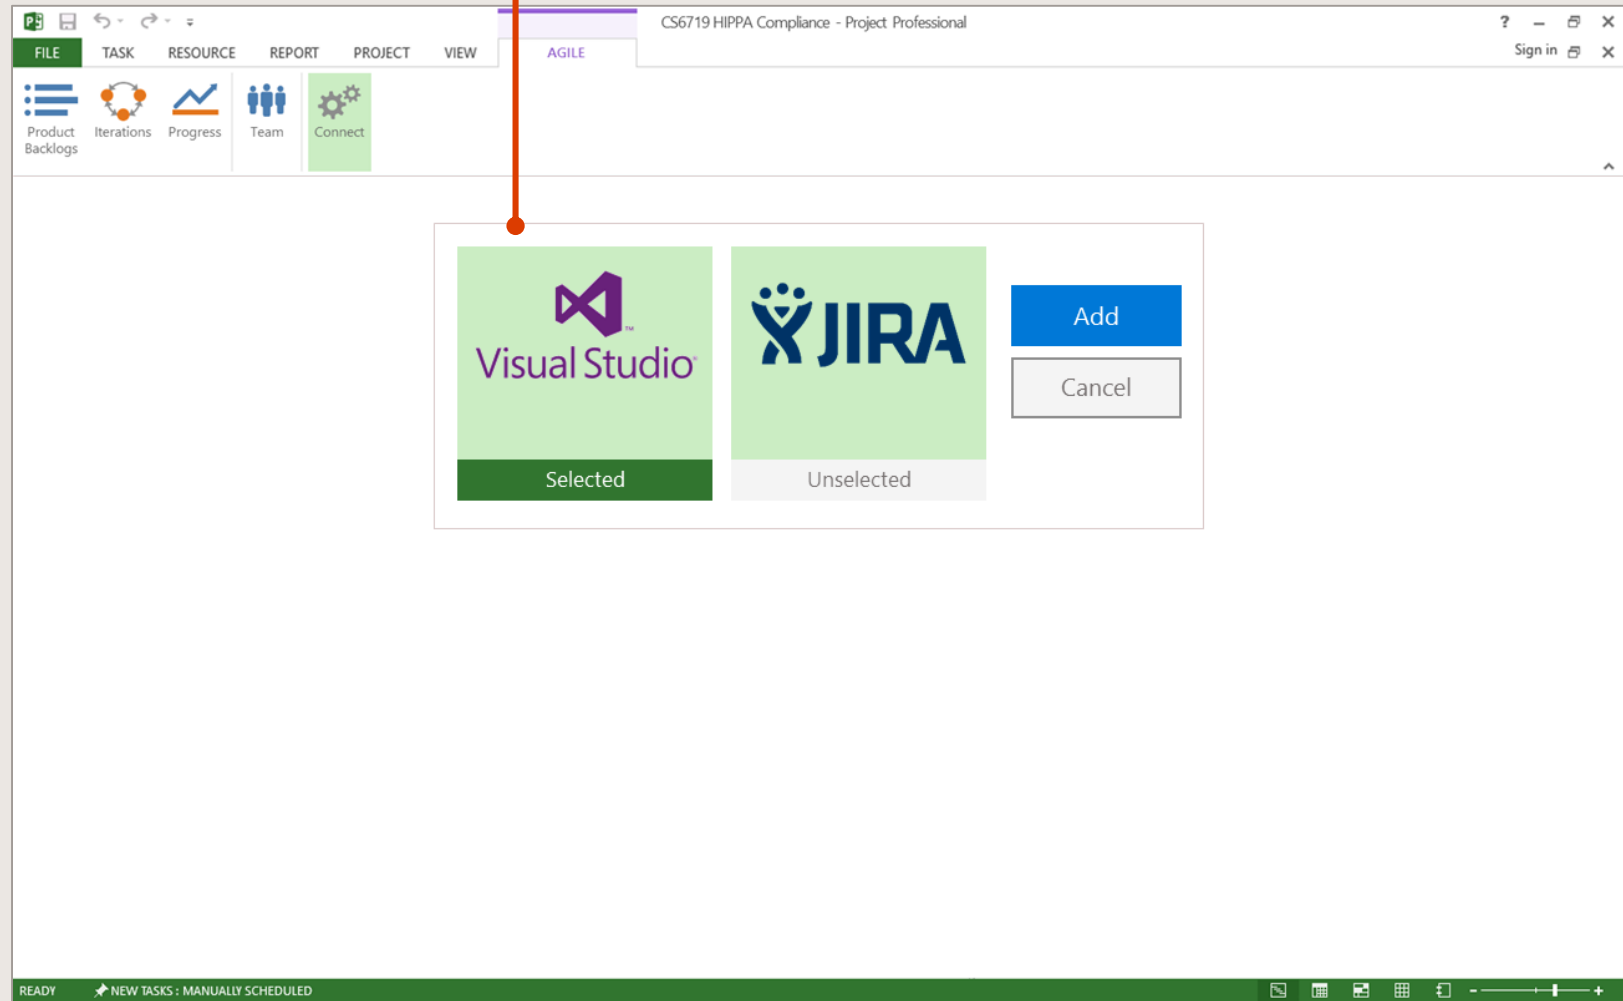 CS6719 HIPPA Compliance - Project Professional
?
FILE TASK RESOURCE REPORT PROJECT VIEW AGILE Sign in
Product Backlogs
Iterations
Progress
Team
Connect
Visual Studio
Selected
JIRA
Unselected
Add
Cancel
READY NEW TASKS : MANUALLY SCHEDULED